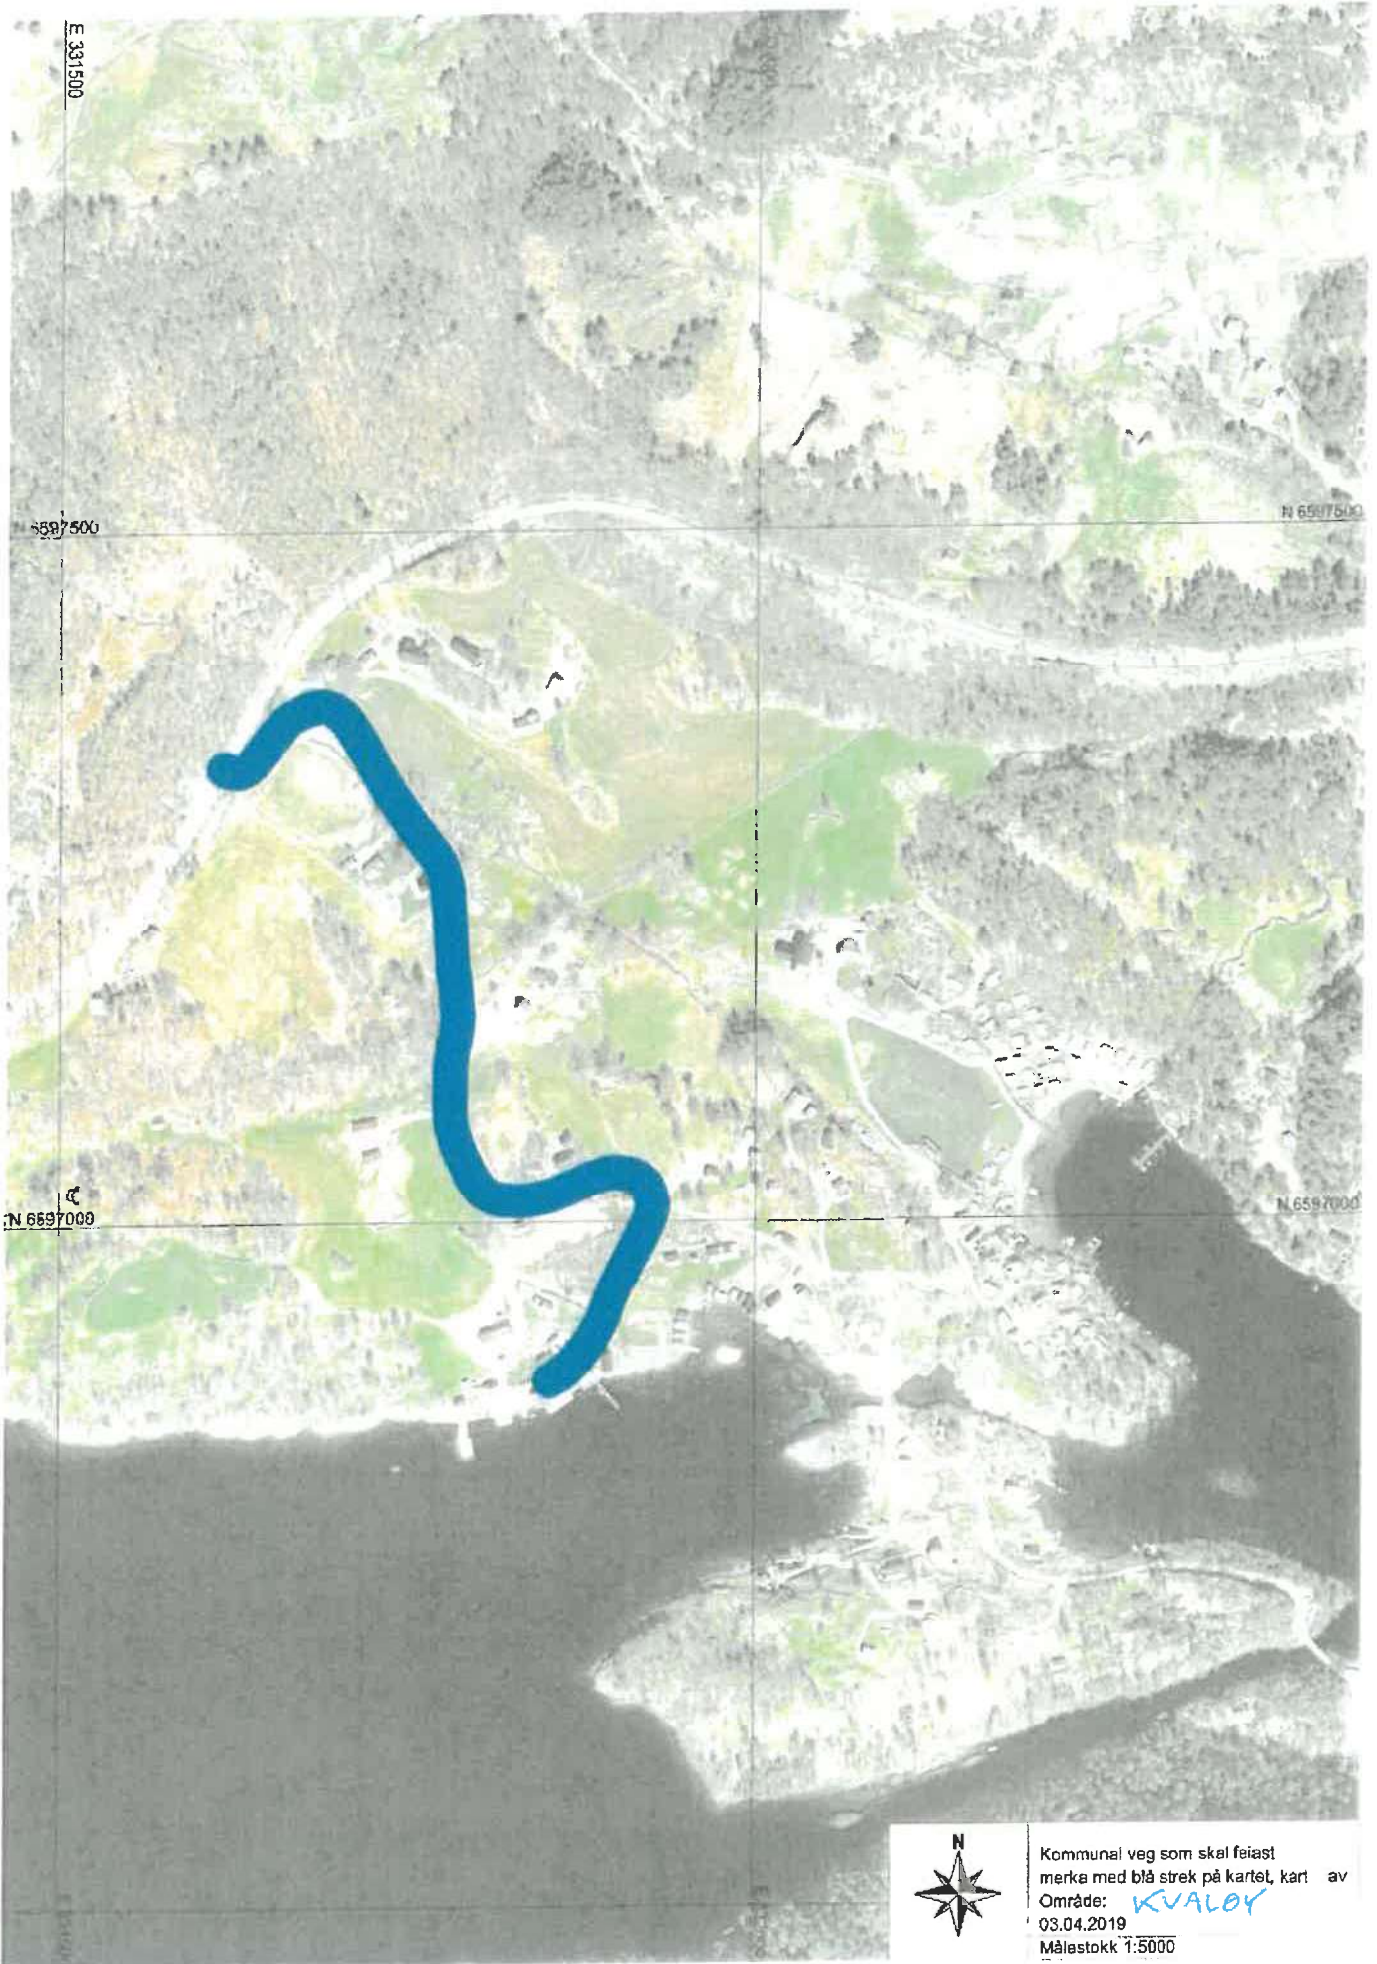 E 331500
N 6597500
N 6597500
N 6597000
N 6597000
N
Kommunal veg som skal feiast
merka med blå strek på kartet, kart av
Område: KVALØY
03.04.2019
Målestokk 1:5000